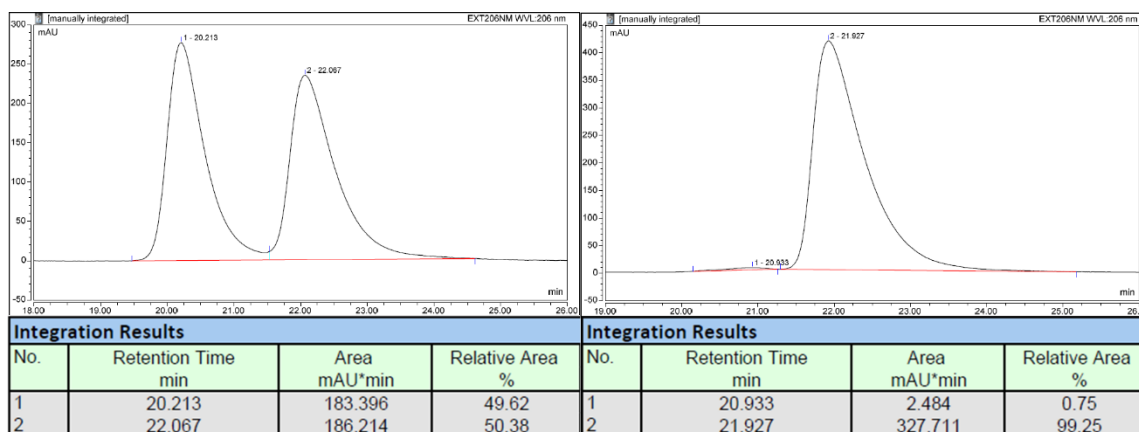 [manually integrated]
EXT206NM WVL:206 nm
300
mAU
250
200
150
100
50
0
-50
1 - 20.213
2 - 22.067
min
18.00
19.00
20.00
21.00
22.00
23.00
24.00
25.00
26.00
Integration Results
No. Retention Time Area Relative Area
min mAU*min %
1 20.213 183.396 49.62
2 22.067 186.214 50.38
[manually integrated]
EXT206NM WVL:206 nm
450
mAU
400
350
300
250
200
150
100
50
0
-50
2 - 21.927
1 - 20.933
min
19.00
20.00
21.00
22.00
23.00
24.00
25.00
Integration Results
No. Retention Time Area Relative Area
min mAU*min %
1 20.933 2.484 0.75
2 21.927 327.711 99.25